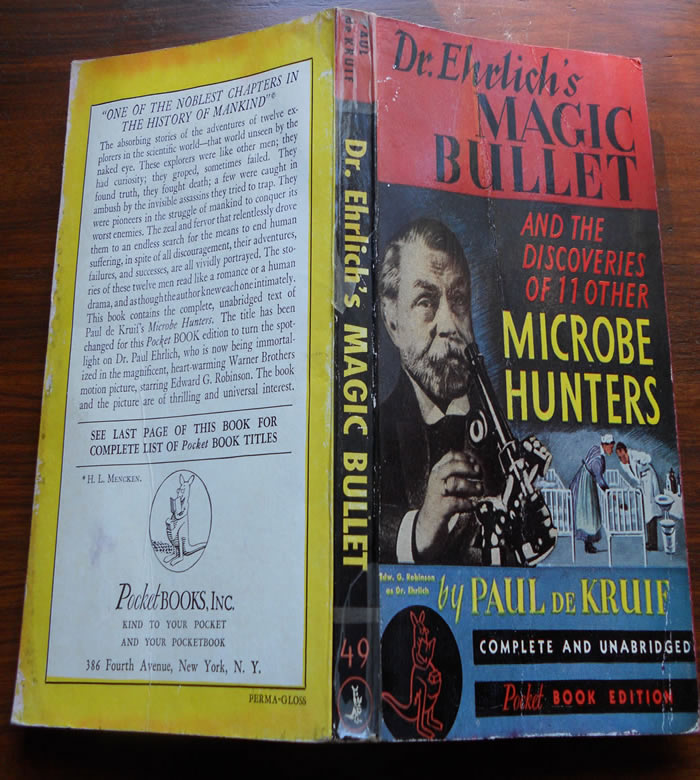 "ONE OF THE NOBLEST CHAPTERS IN
THE HISTORY OF MANKIND"*
The absorbing stories of the adventures of twelve ex-
plorers in the scientific world—that world unseen by the
naked eye. These explorers were like other men; they
had curiosity; they groped, sometimes failed. They
found truth, they fought death; a few were caught in
ambush by the invisible assassins they tried to trap. They
were pioneers in the struggle of mankind to conquer its
worst enemies. The zeal and fervor that relentlessly drove
them to an endless search for the means to end human
suffering, in spite of all discouragement, their adventures,
failures, and successes, are all vividly portrayed. The sto-
ries of these twelve men read like a romance or a human
drama, and as though the author knew each one intimately.
This book contains the complete, unabridged text of
Paul de Kruif's Microbe Hunters. The title has been
changed for this Pocket BOOK edition to turn the spot-
light on Dr. Paul Ehrlich, who is now being immortal-
ized in the magnificent, heart-warming Warner Brothers
motion picture, starring Edward G. Robinson. The book
and the picture are of thrilling and universal interest.
SEE LAST PAGE OF THIS BOOK FOR
COMPLETE LIST OF Pocket BOOK TITLES
*H. L. MENCKEN.
Pocket BOOKS, INC.
KIND TO YOUR POCKET
AND YOUR POCKETBOOK
386 Fourth Avenue, New York, N. Y.
PERMA-GLOSS
PAUL
de KRUIF
Dr. Ehrlich's MAGIC BULLET
49
Dr. Ehrlich's
MAGIC
BULLET
AND THE
DISCOVERIES
OF 11 OTHER
MICROBE
HUNTERS
Edw. G. Robinson
as Dr. Ehrlich
by PAUL DE KRUIF
COMPLETE AND UNABRIDGED
Pocket BOOK EDITION